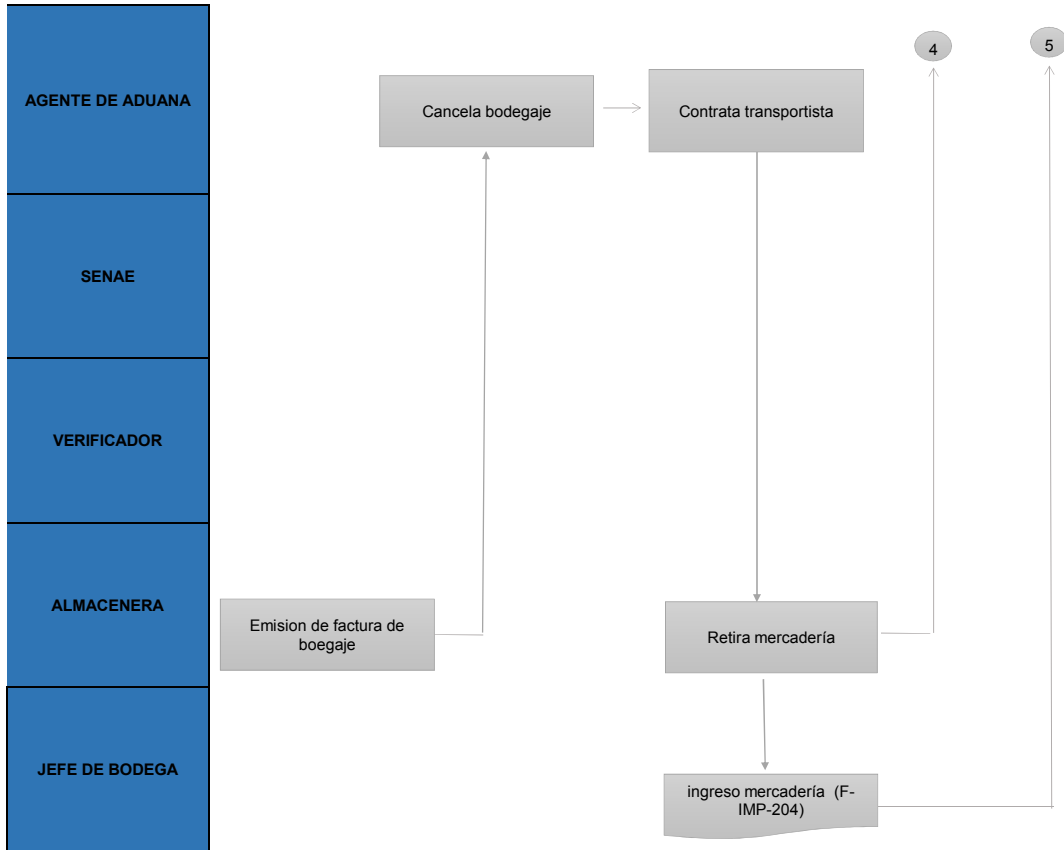 AGENTE DE ADUANA
Cancela bodegaje
Contrata transportista
4
5
SENAE
VERIFICADOR
ALMACENERA
Emision de factura de
boegaje
Retira mercadería
JEFE DE BODEGA
ingreso mercadería (F-
IMP-204)